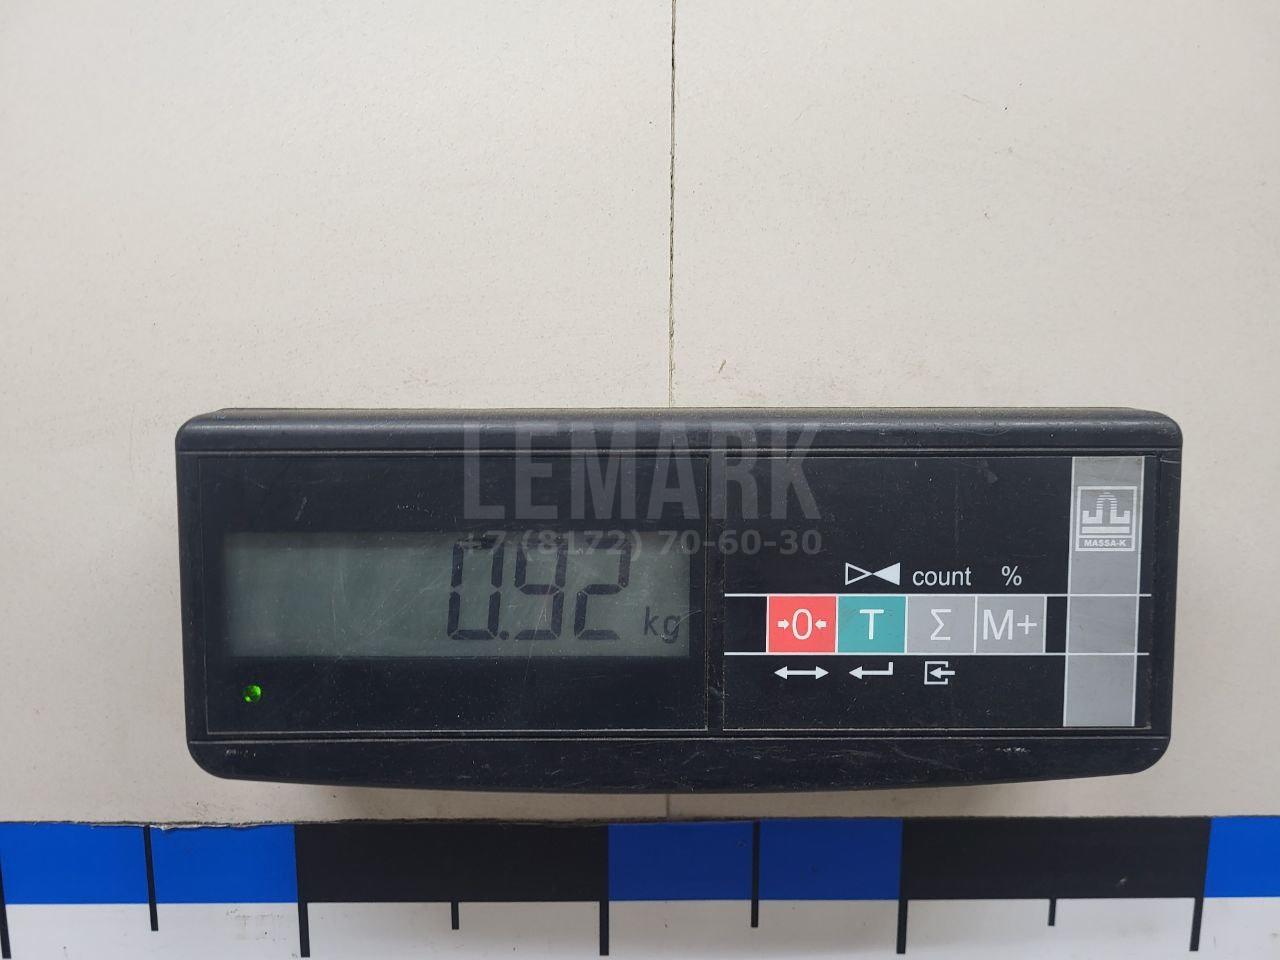 LEMARK
+7 (8172) 70-60-30
0.92 kg
MASSA-K
count %
→0← T Σ M+